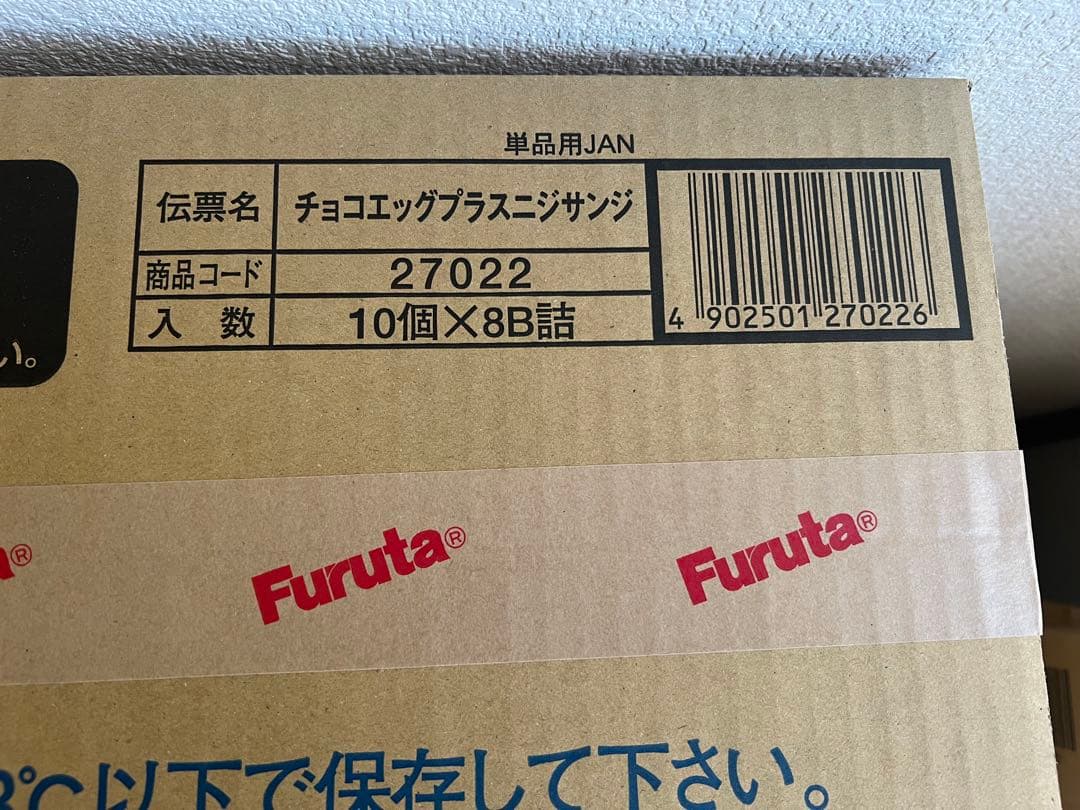 単品用JAN
伝票名 チョコエッグプラスニジサンジ
商品コード 27022
入 数 10個×8B詰
4 902501 270226
い。
Furuta®
Furuta®
℃以下で保存して下さい。